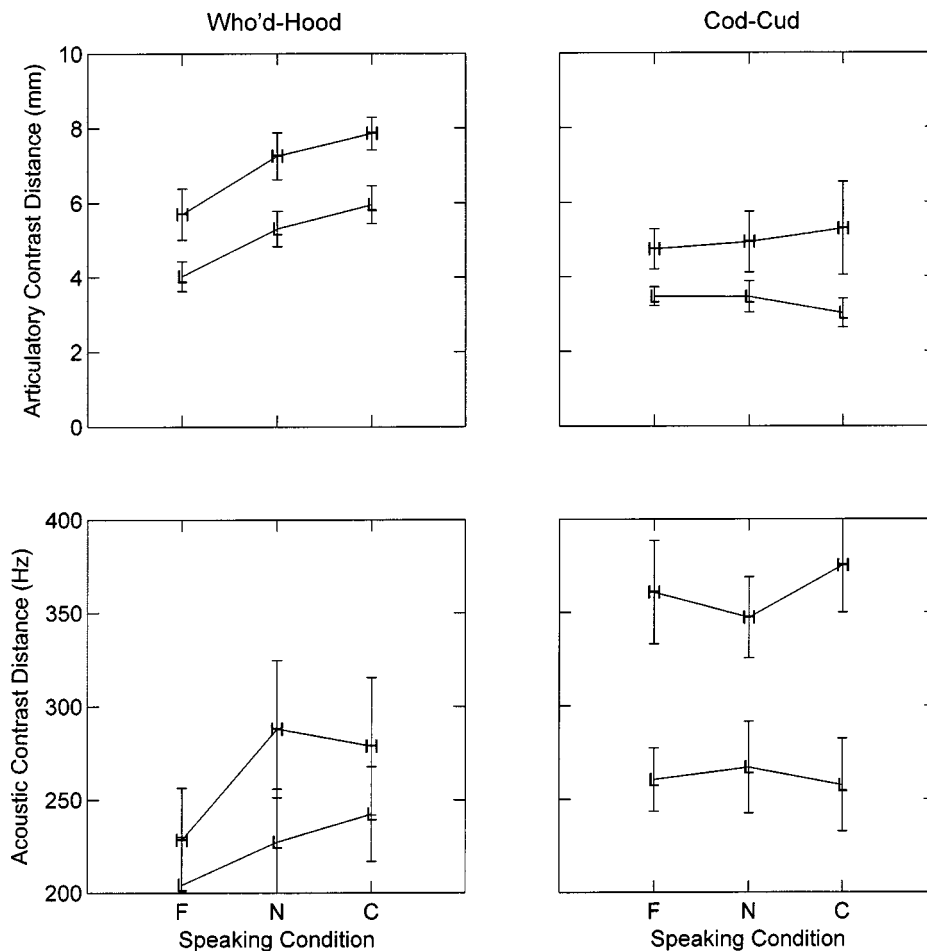 Who'd-Hood
Cod-Cud
Articulatory Contrast Distance (mm)
10
8
6
4
2
0
H
H
H
L
L
L
H
H
H
L
L
L
Acoustic Contrast Distance (Hz)
400
350
300
250
200
H
H
H
L
L
L
H
H
H
L
L
L
F N C
F N C
Speaking Condition
Speaking Condition